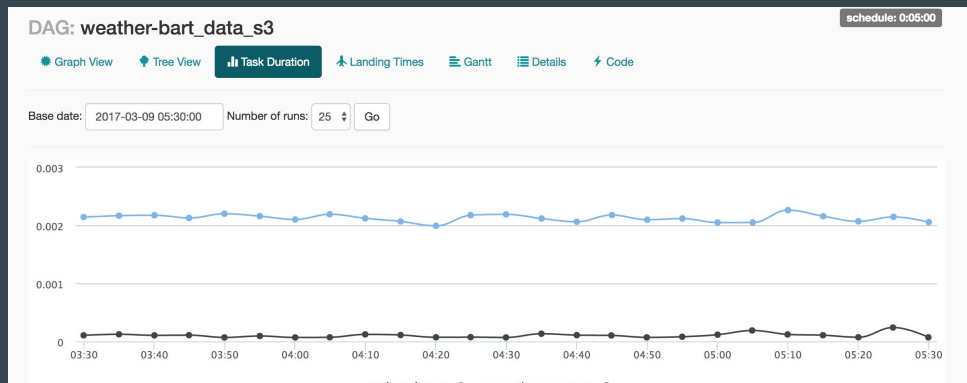 DAG: weather-bart_data_s3
schedule: 0:05:00
Graph View Tree View Task Duration Landing Times Gantt Details Code
Base date: 2017-03-09 05:30:00 Number of runs: 25 Go
0.003
0.002
0.001
0
03:30 03:40 03:50 04:00 04:10 04:20 04:30 04:40 04:50 05:00 05:10 05:20 05:30